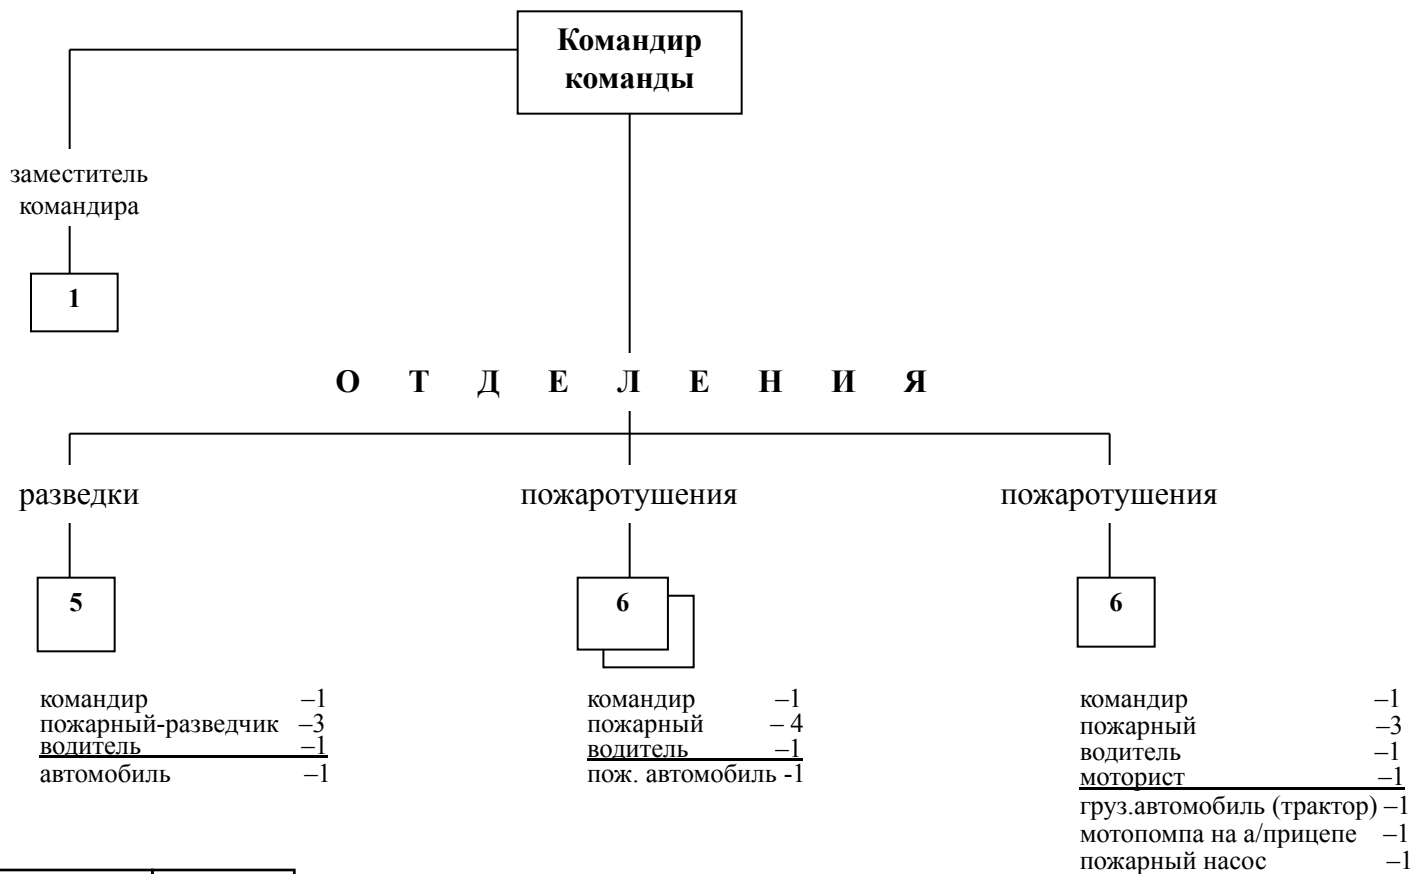 Командир
команды
заместитель
командира
1
О Т Д Е Л Е Н И Я
разведки
пожаротушения
пожаротушения
5
6
6
командир –1
пожарный-разведчик –3
водитель –1
автомобиль –1
командир –1
пожарный – 4
водитель –1
пож. автомобиль -1
командир –1
пожарный –3
водитель –1
моторист –1
груз.автомобиль (трактор) –1
мотопомпа на а/прицепе –1
пожарный насос –1